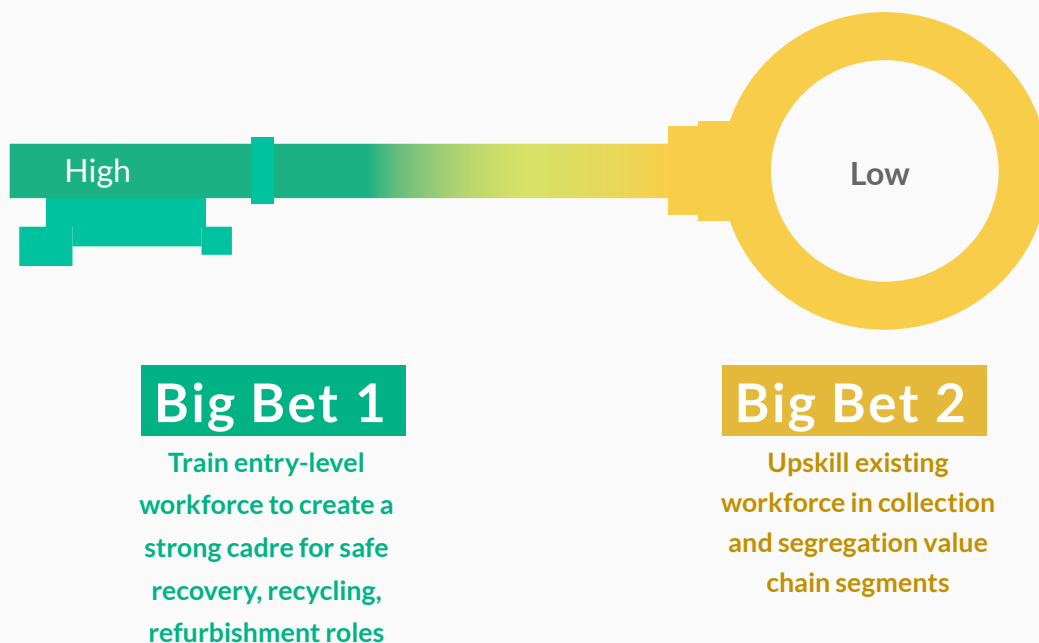 High
Low
Big Bet 1
Train entry-level
workforce to create a
strong cadre for safe
recovery, recycling,
refurbishment roles
Big Bet 2
Upskill existing
workforce in collection
and segregation value
chain segments